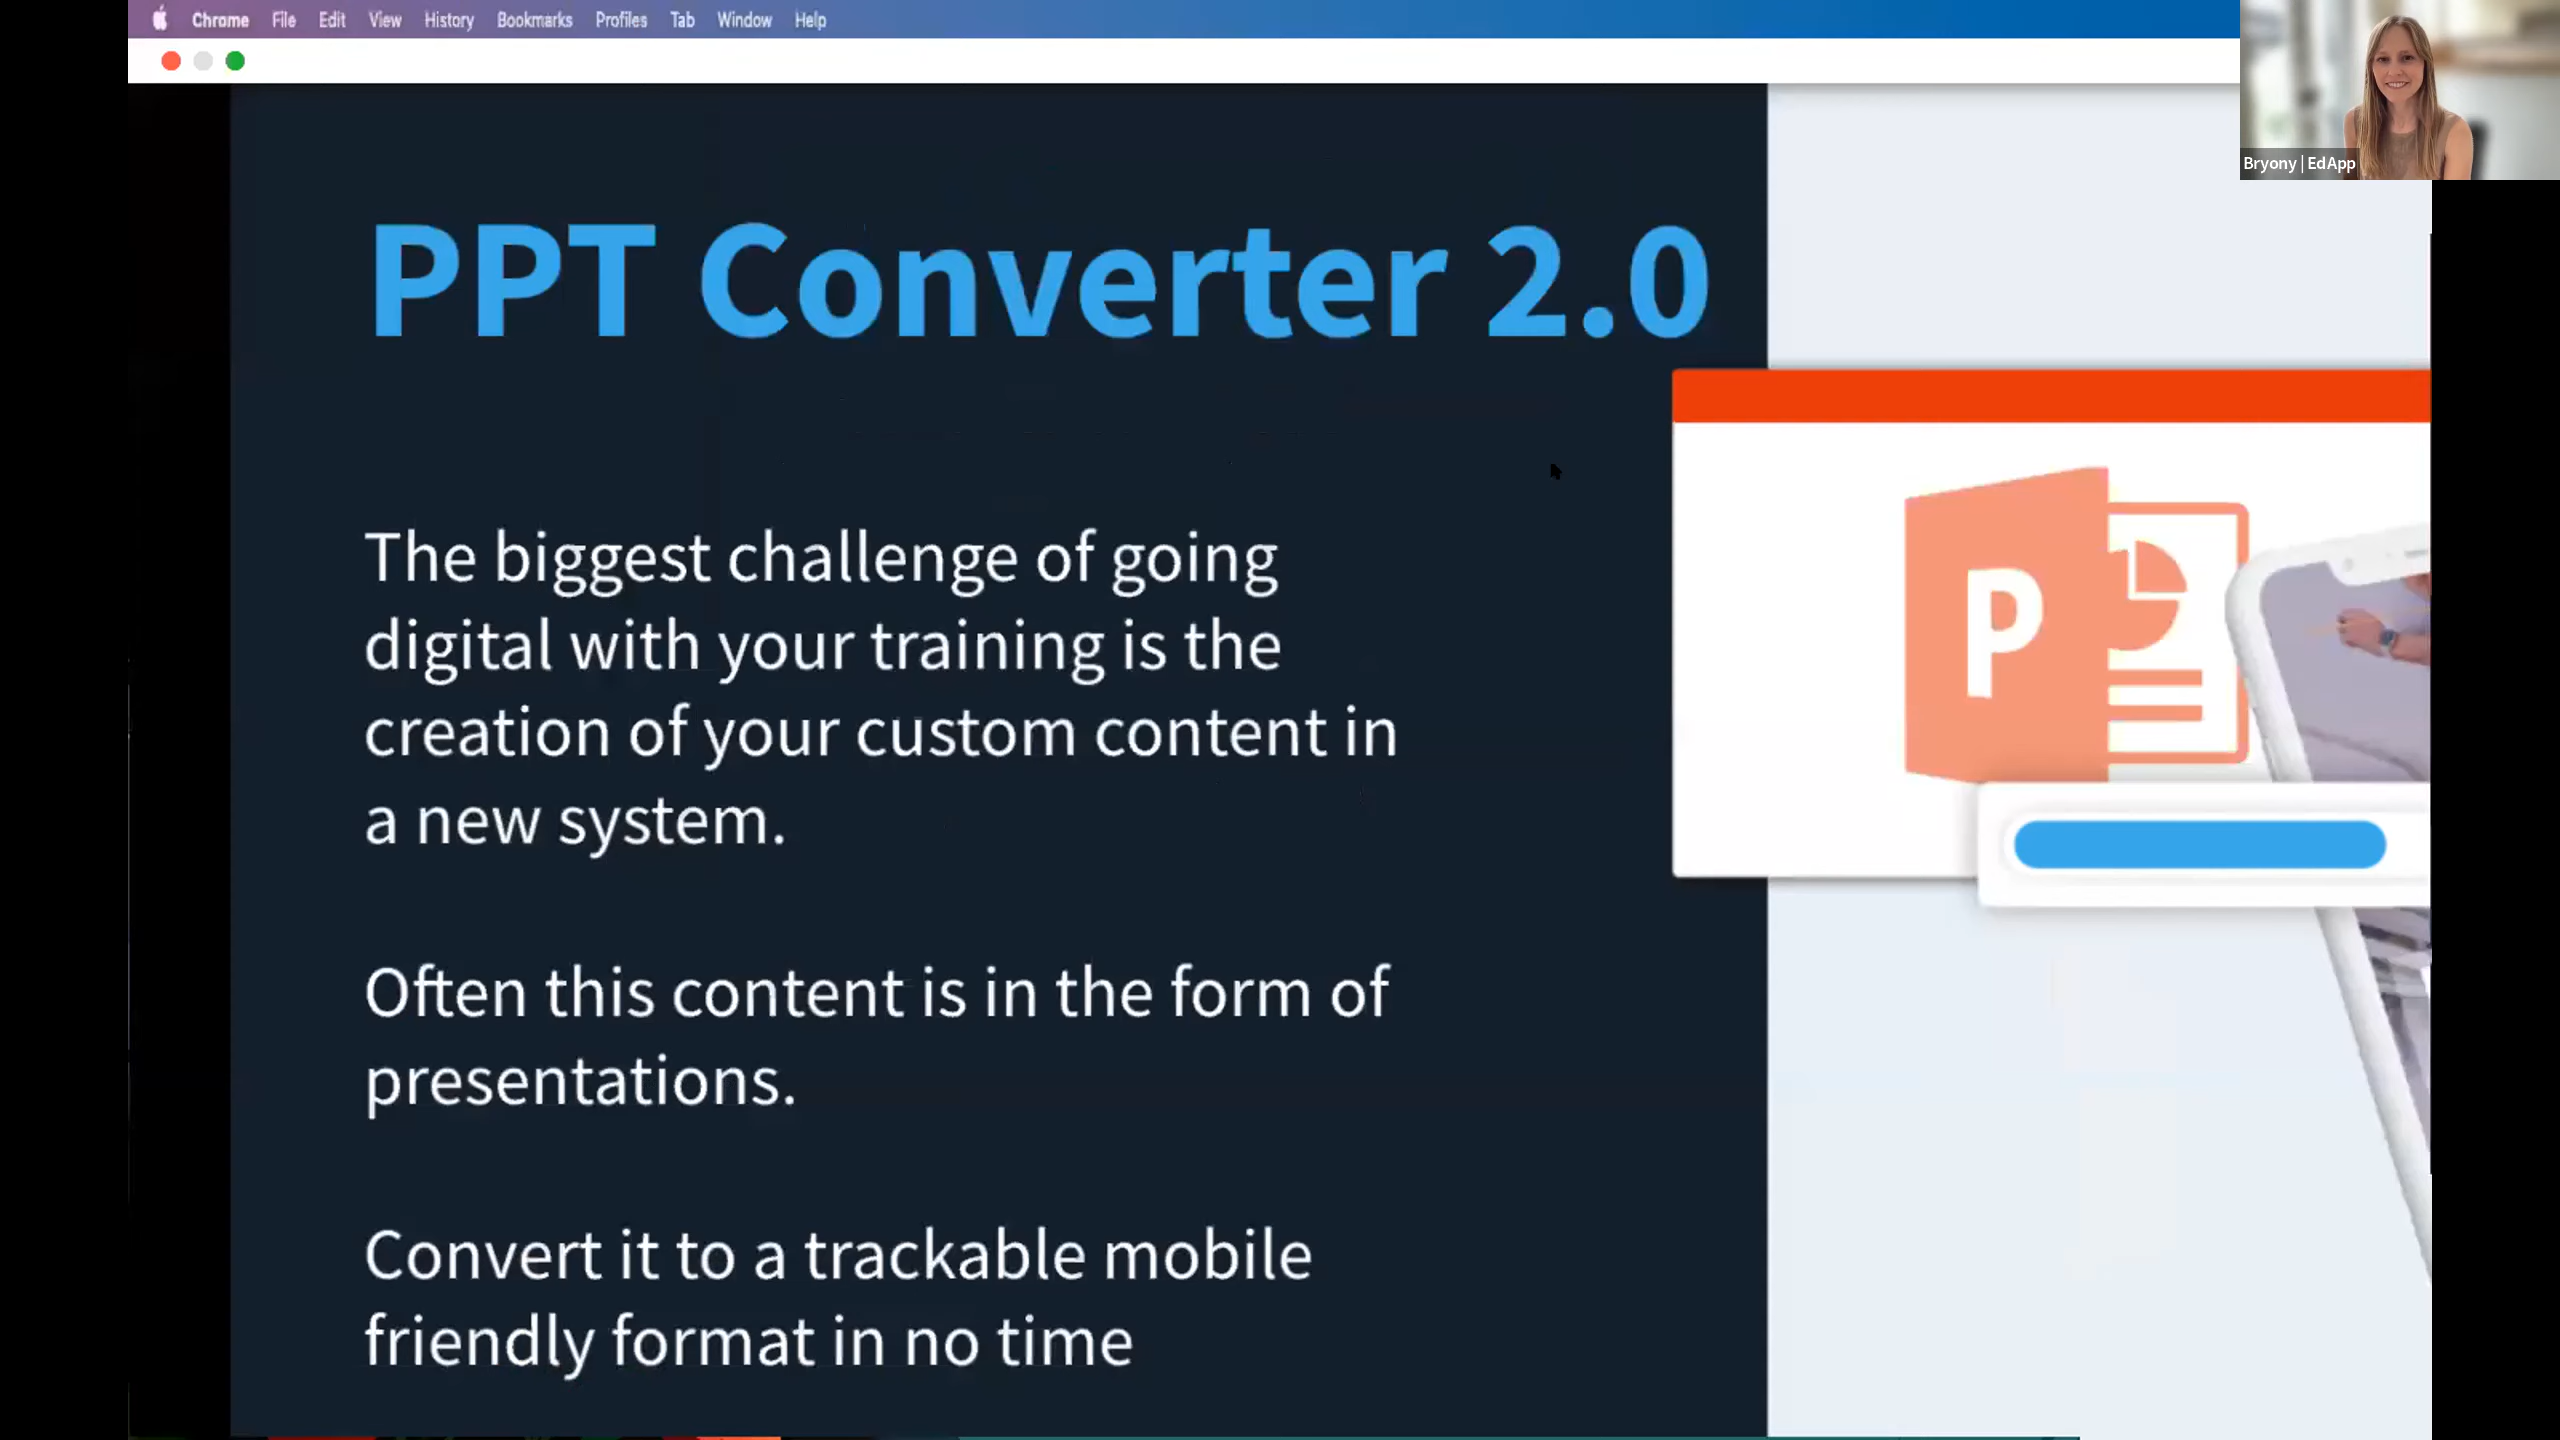 Chrome File Edit View History Bookmarks Profiles Tab Window Help
Bryony | EdApp
PPT Converter 2.0
The biggest challenge of going
digital with your training is the
creation of your custom content in
a new system.
Often this content is in the form of
presentations.
Convert it to a trackable mobile
friendly format in no time
P